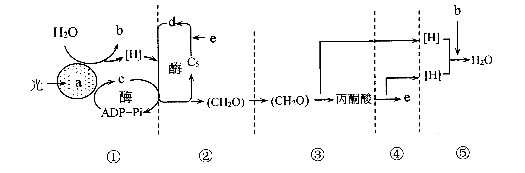 H₂O b [H] d e C₅ 酶
光 a c 酶 ADP+Pi
(CH₂O) (CH₂O) 丙酮酸 e
[H] [H] b H₂O
① ② ③ ④ ⑤